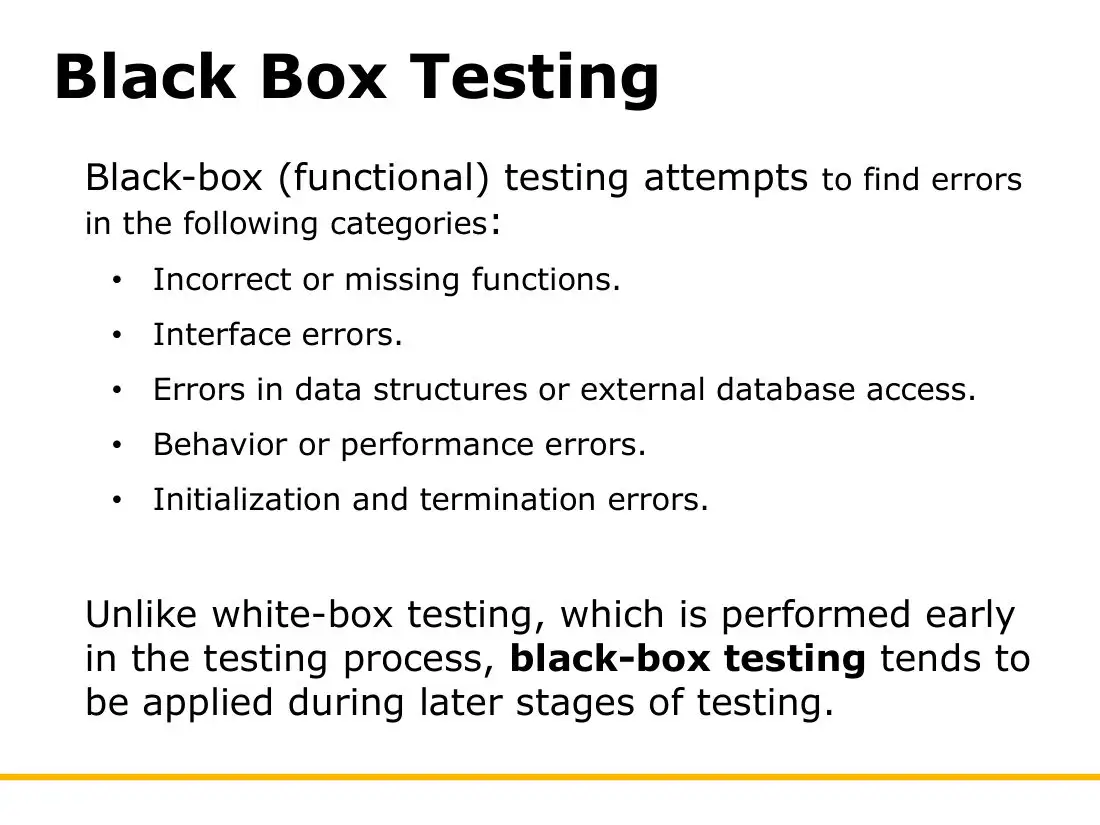 Black Box Testing
Black-box (functional) testing attempts to find errors
in the following categories:
• Incorrect or missing functions.
• Interface errors.
• Errors in data structures or external database access.
• Behavior or performance errors.
• Initialization and termination errors.
Unlike white-box testing, which is performed early
in the testing process, black-box testing tends to
be applied during later stages of testing.